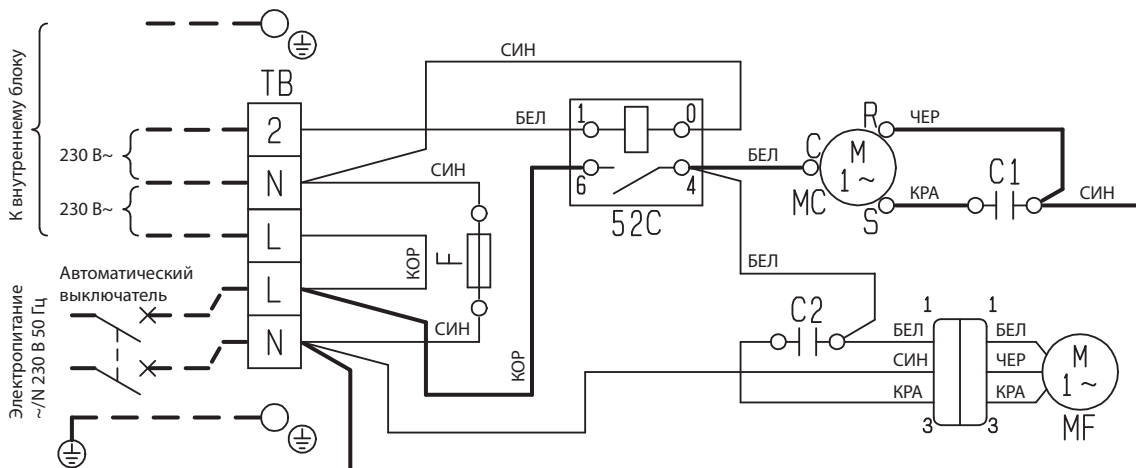 К внутреннему блоку
230 В~
230 В~
Автоматический
выключатель
Электропитание
~/N 230 В 50 Гц
TB
2
N
L
L
N
СИН
БЕЛ
СИН
КОР
F
СИН
КОР
1
0
6
4
52C
БЕЛ
БЕЛ
C
R
S
M
1~
MC
ЧЕР
КРА
C1
СИН
C2
БЕЛ
СИН
КРА
1
3
1
3
БЕЛ
ЧЕР
КРА
M
1~
MF